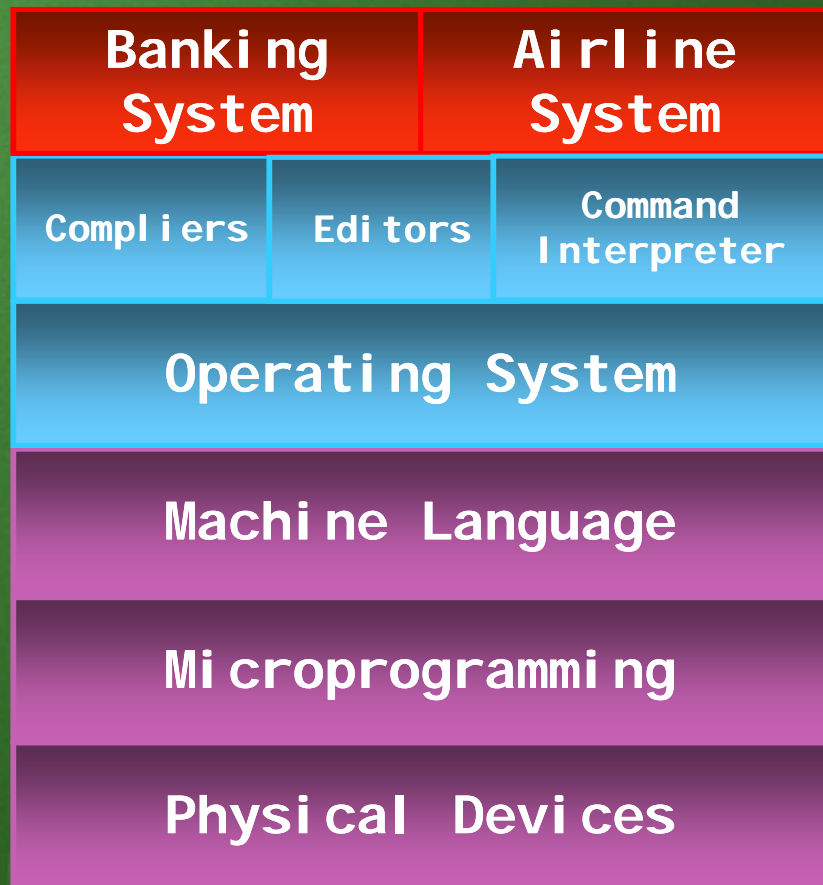 Banking
System
Airline
System
Compliers
Editors
Command
Interpreter
Operating System
Machine Language
Microprogramming
Physical Devices